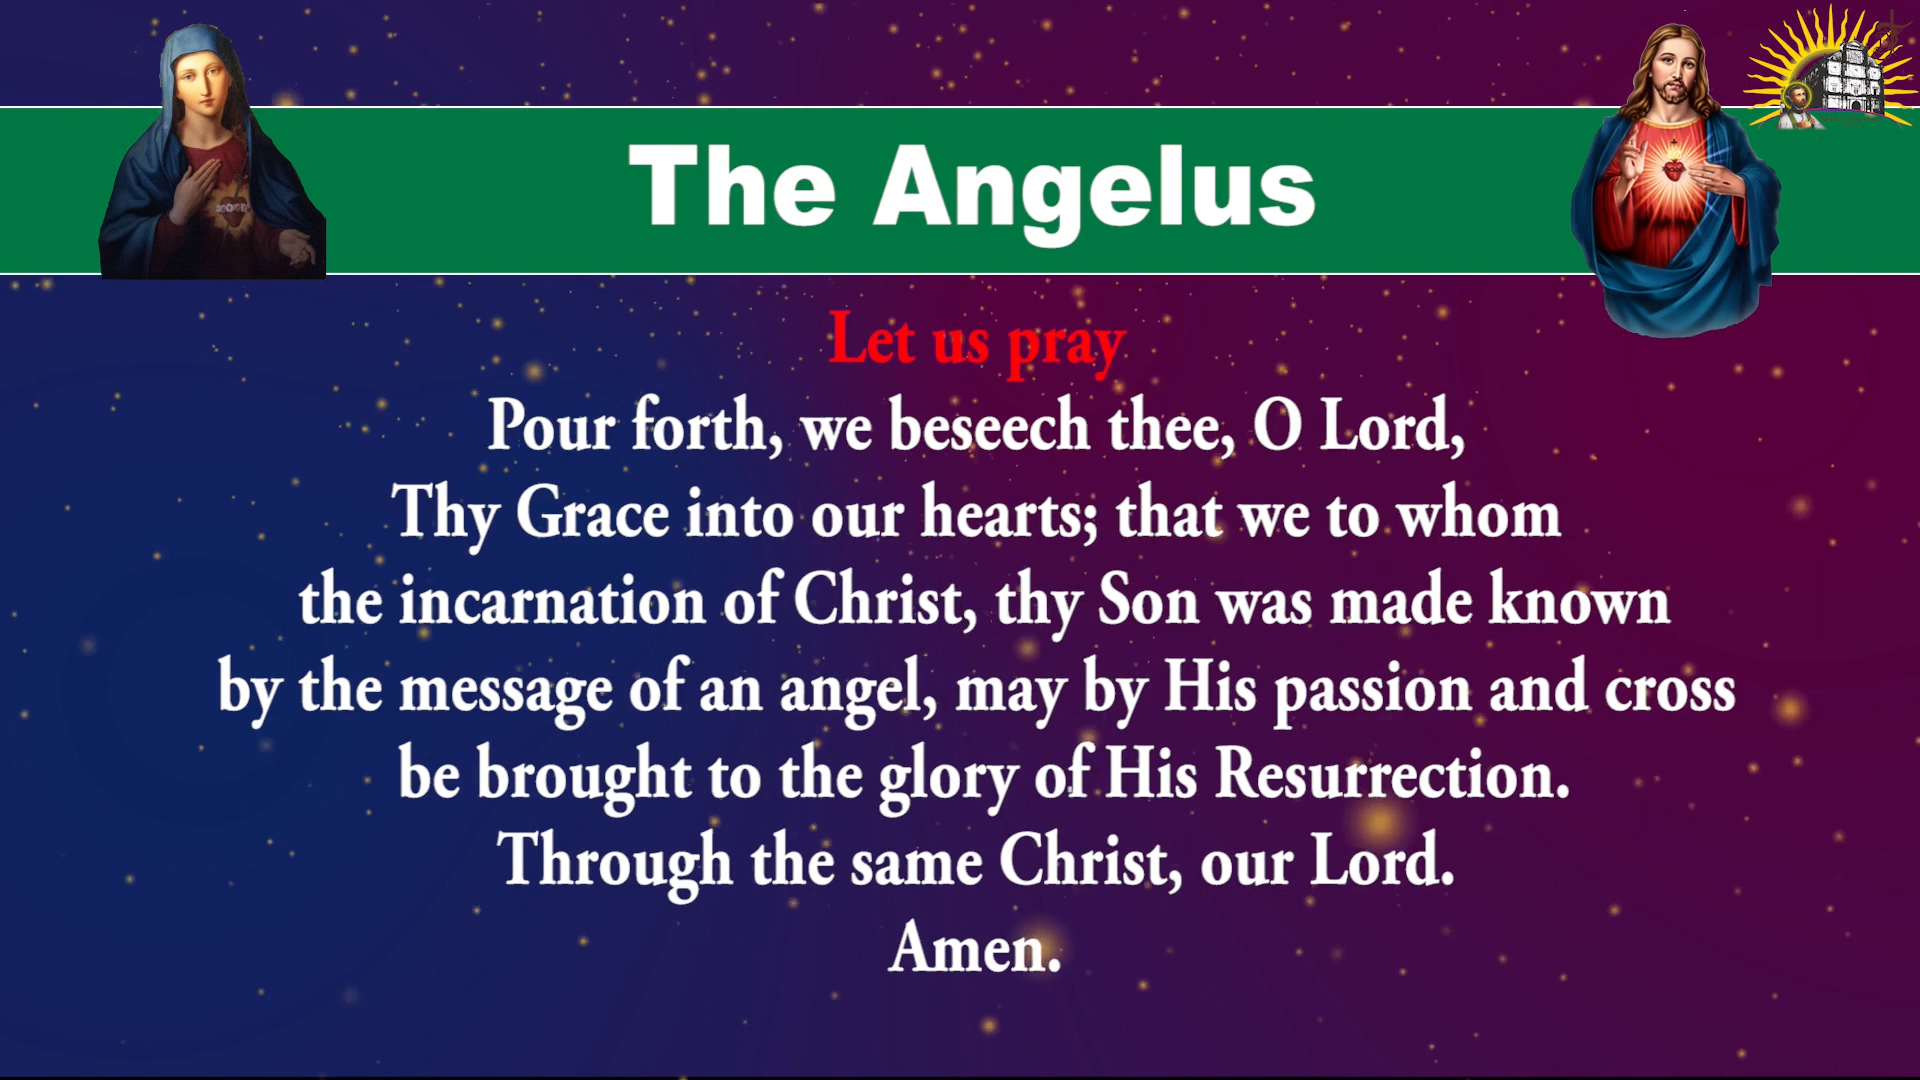 The Angelus
Let us pray
Pour forth, we beseech thee, O Lord,
Thy Grace into our hearts; that we to whom
the incarnation of Christ, thy Son was made known
by the message of an angel, may by His passion and cross
be brought to the glory of His Resurrection.
Through the same Christ, our Lord.
Amen.